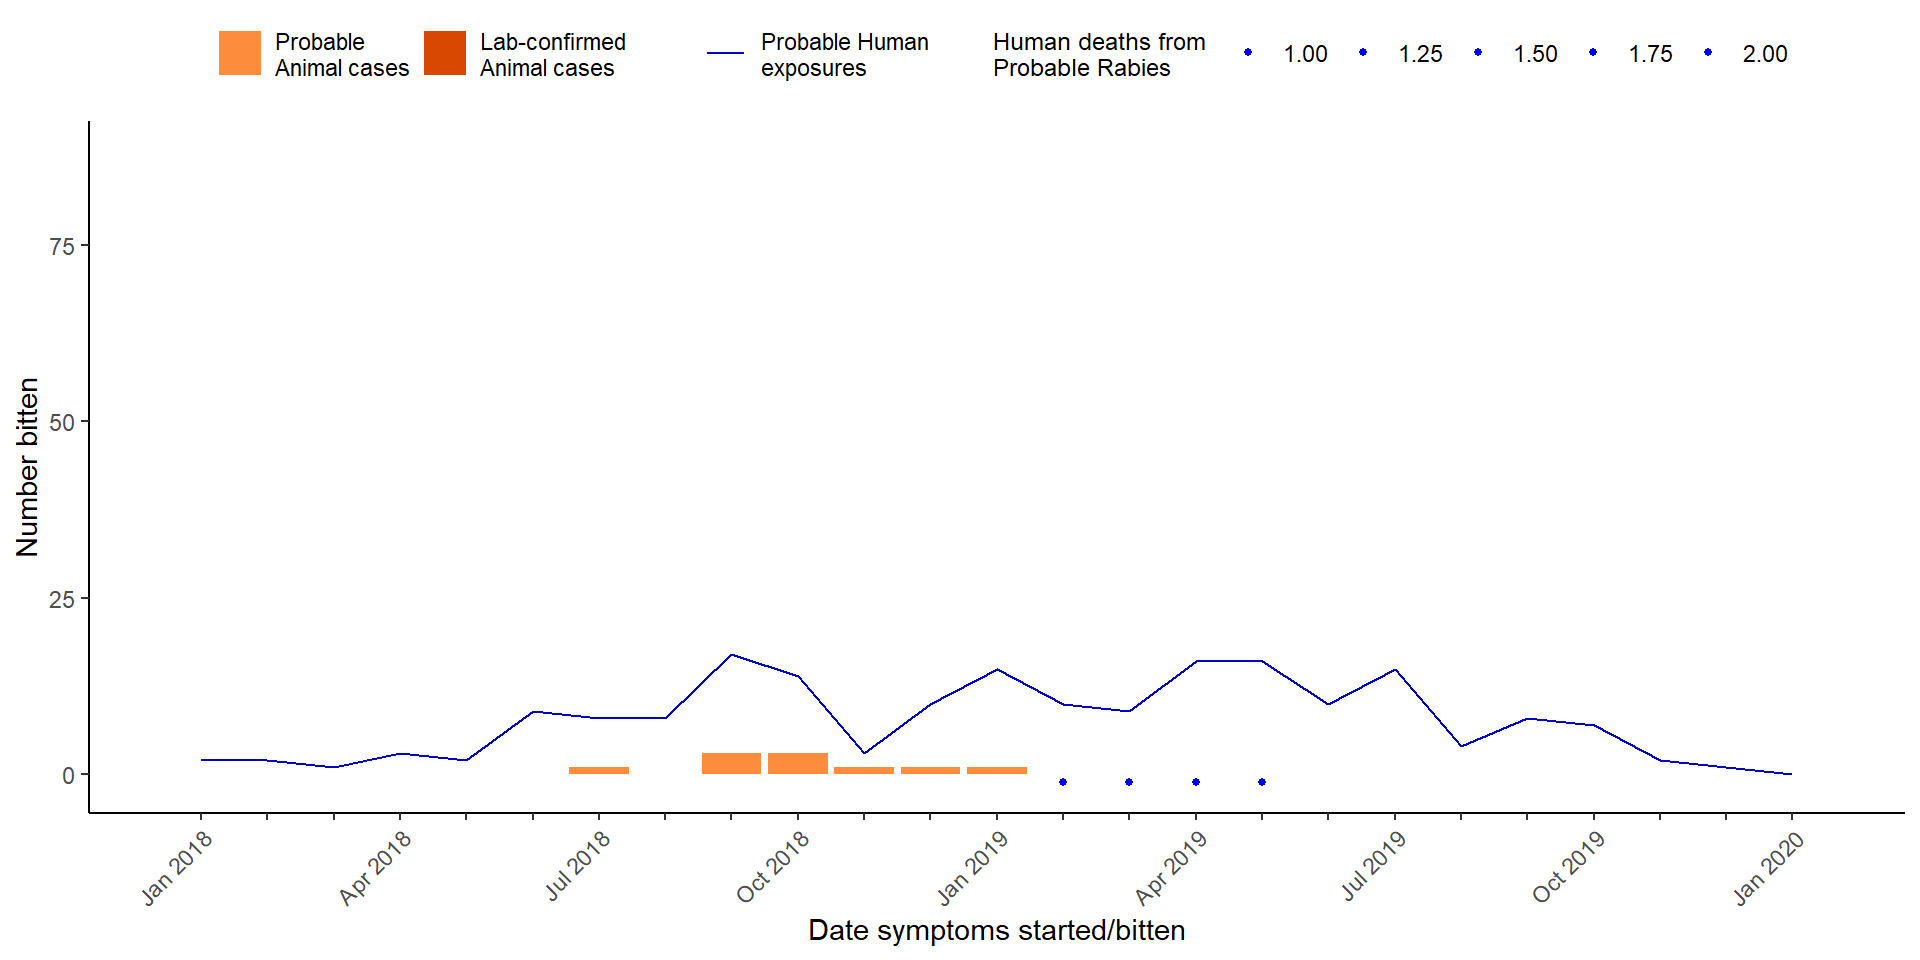 Probable
Animal cases
Lab-confirmed
Animal cases
Probable Human
exposures
Human deaths from
Probable Rabies
1.00
1.25
1.50
1.75
2.00
Number bitten
75
50
25
0
Jan 2018
Apr 2018
Jul 2018
Oct 2018
Jan 2019
Apr 2019
Jul 2019
Oct 2019
Jan 2020
Date symptoms started/bitten